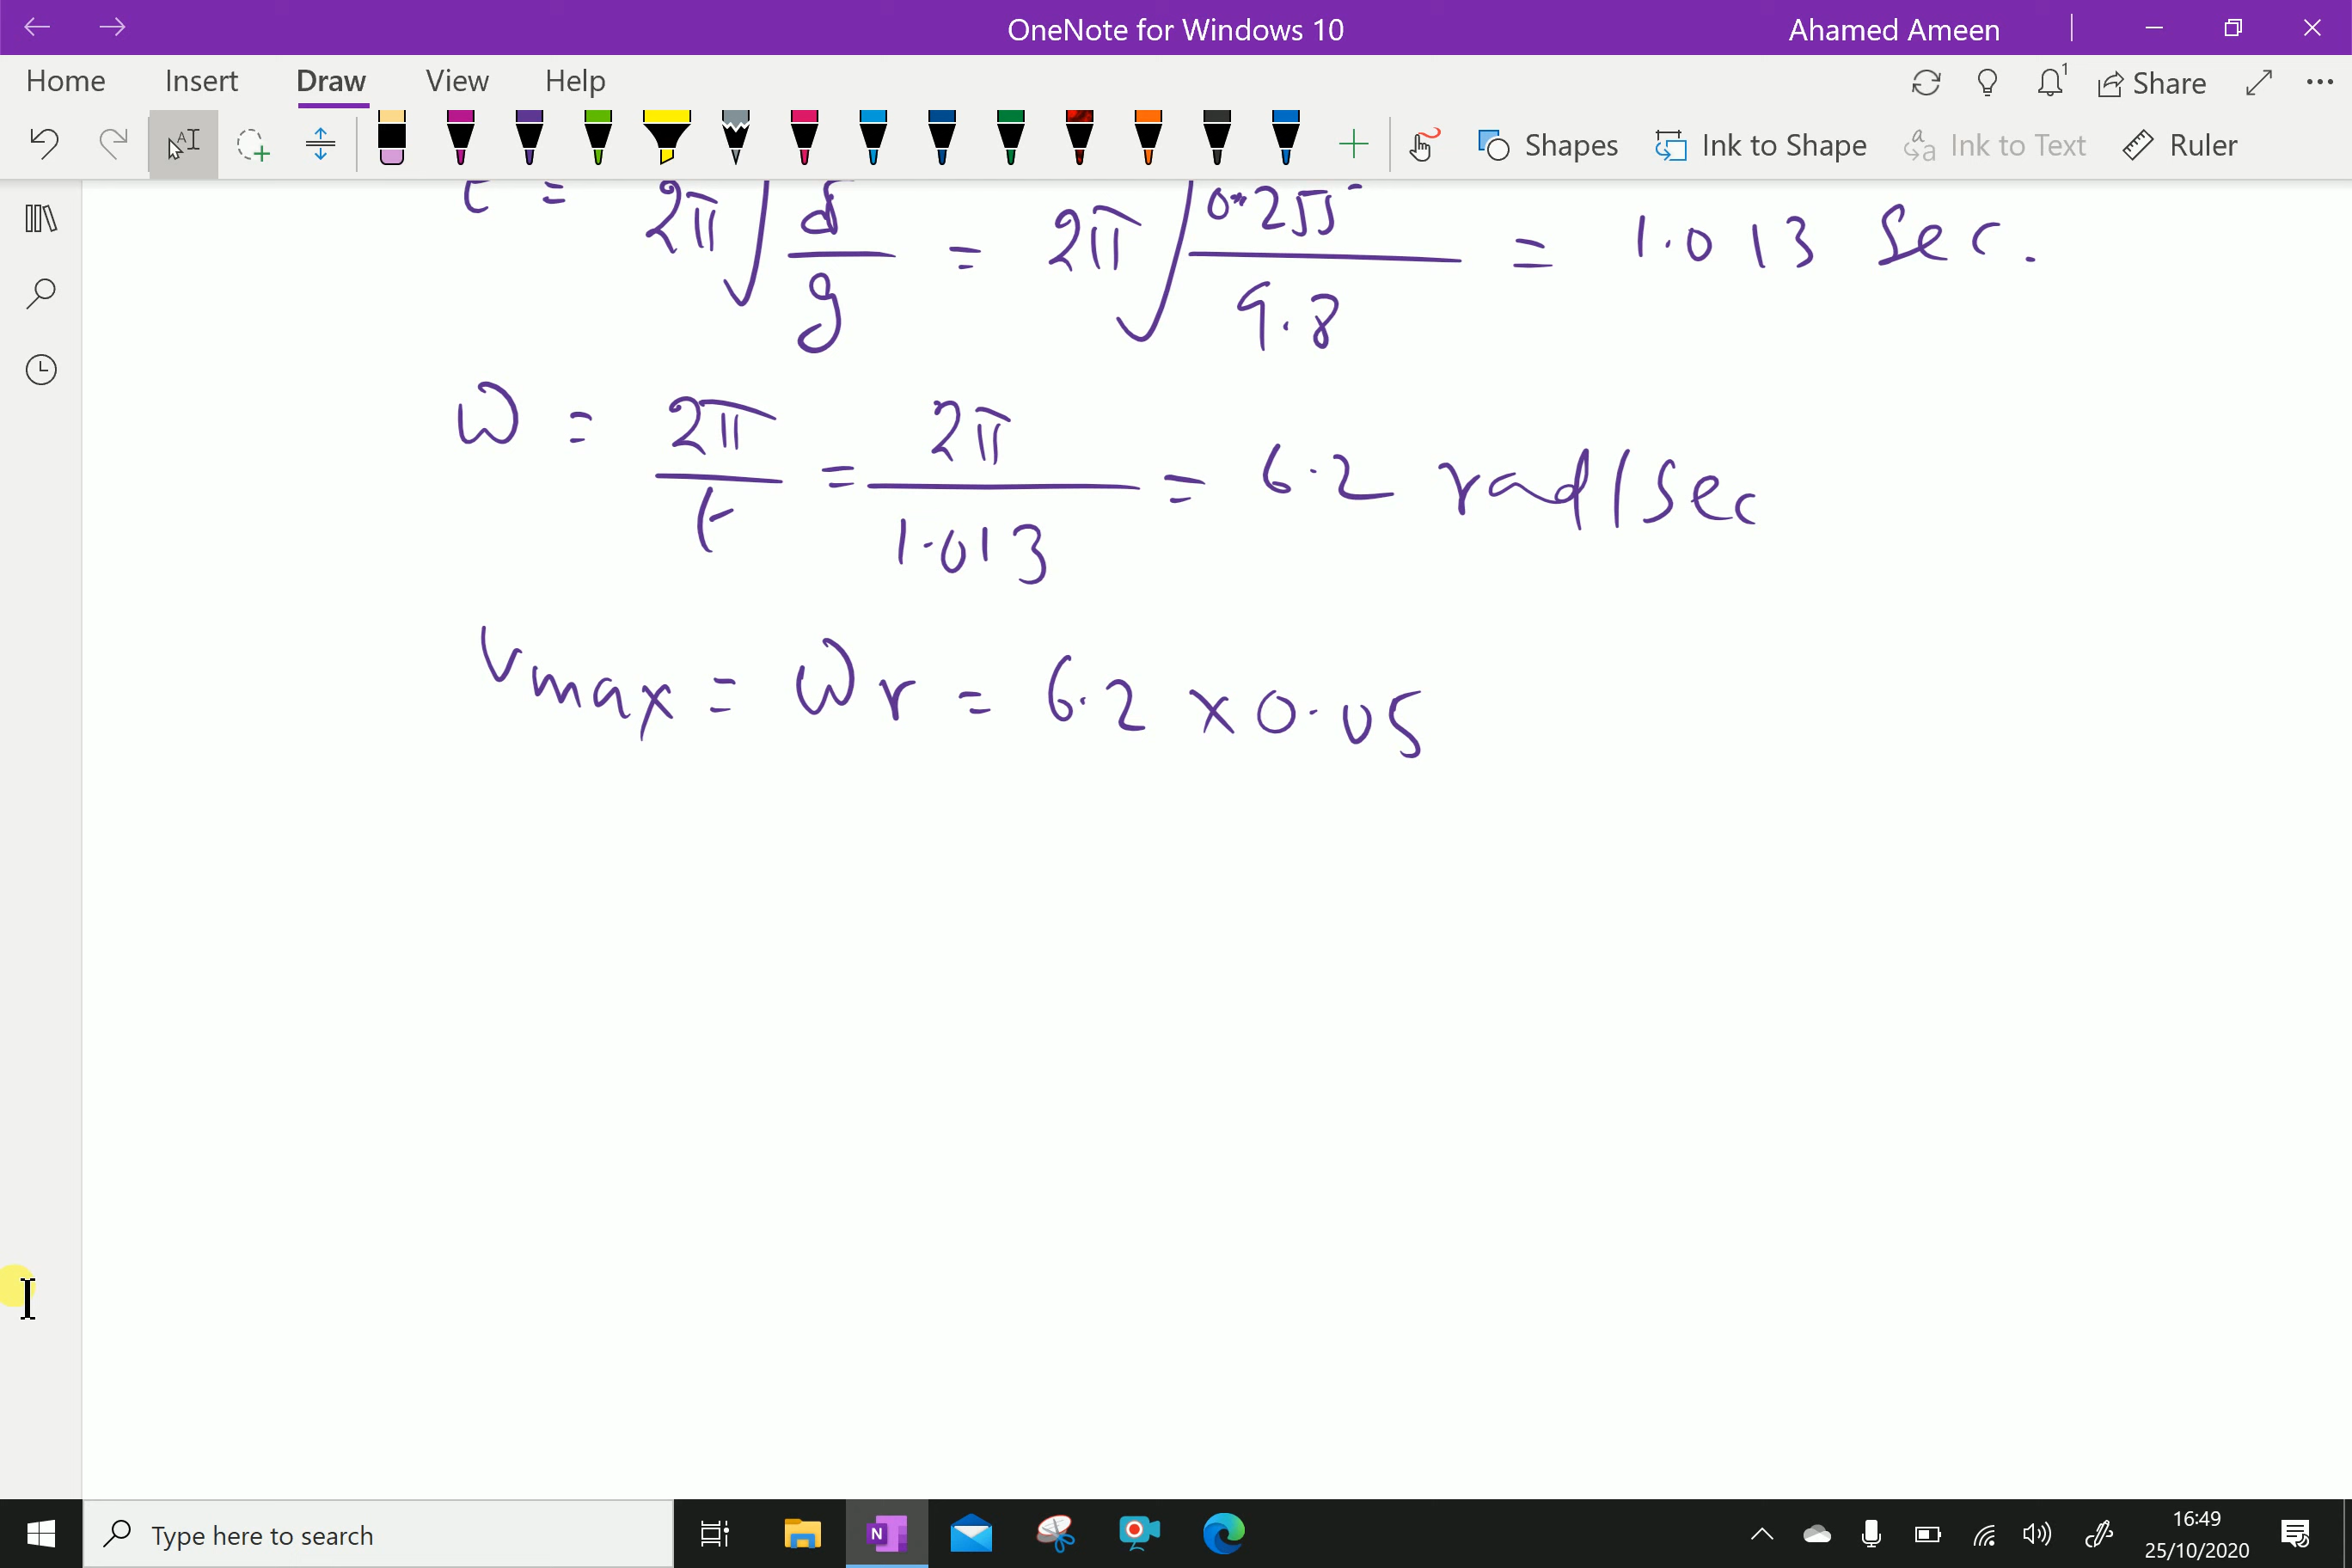 OneNote for Windows 10 Ahamed Ameen
Home Insert Draw View Help 1 Share
Shapes Ink to Shape Ink to Text Ruler
t = 2π√(δ/g) = 2π√(0.255/9.8) = 1.013 Sec.
ω = 2π/t = 2π/1.013 = 6.2 rad/Sec
Vmax = ωr = 6.2 × 0.05
Type here to search
16:49
25/10/2020